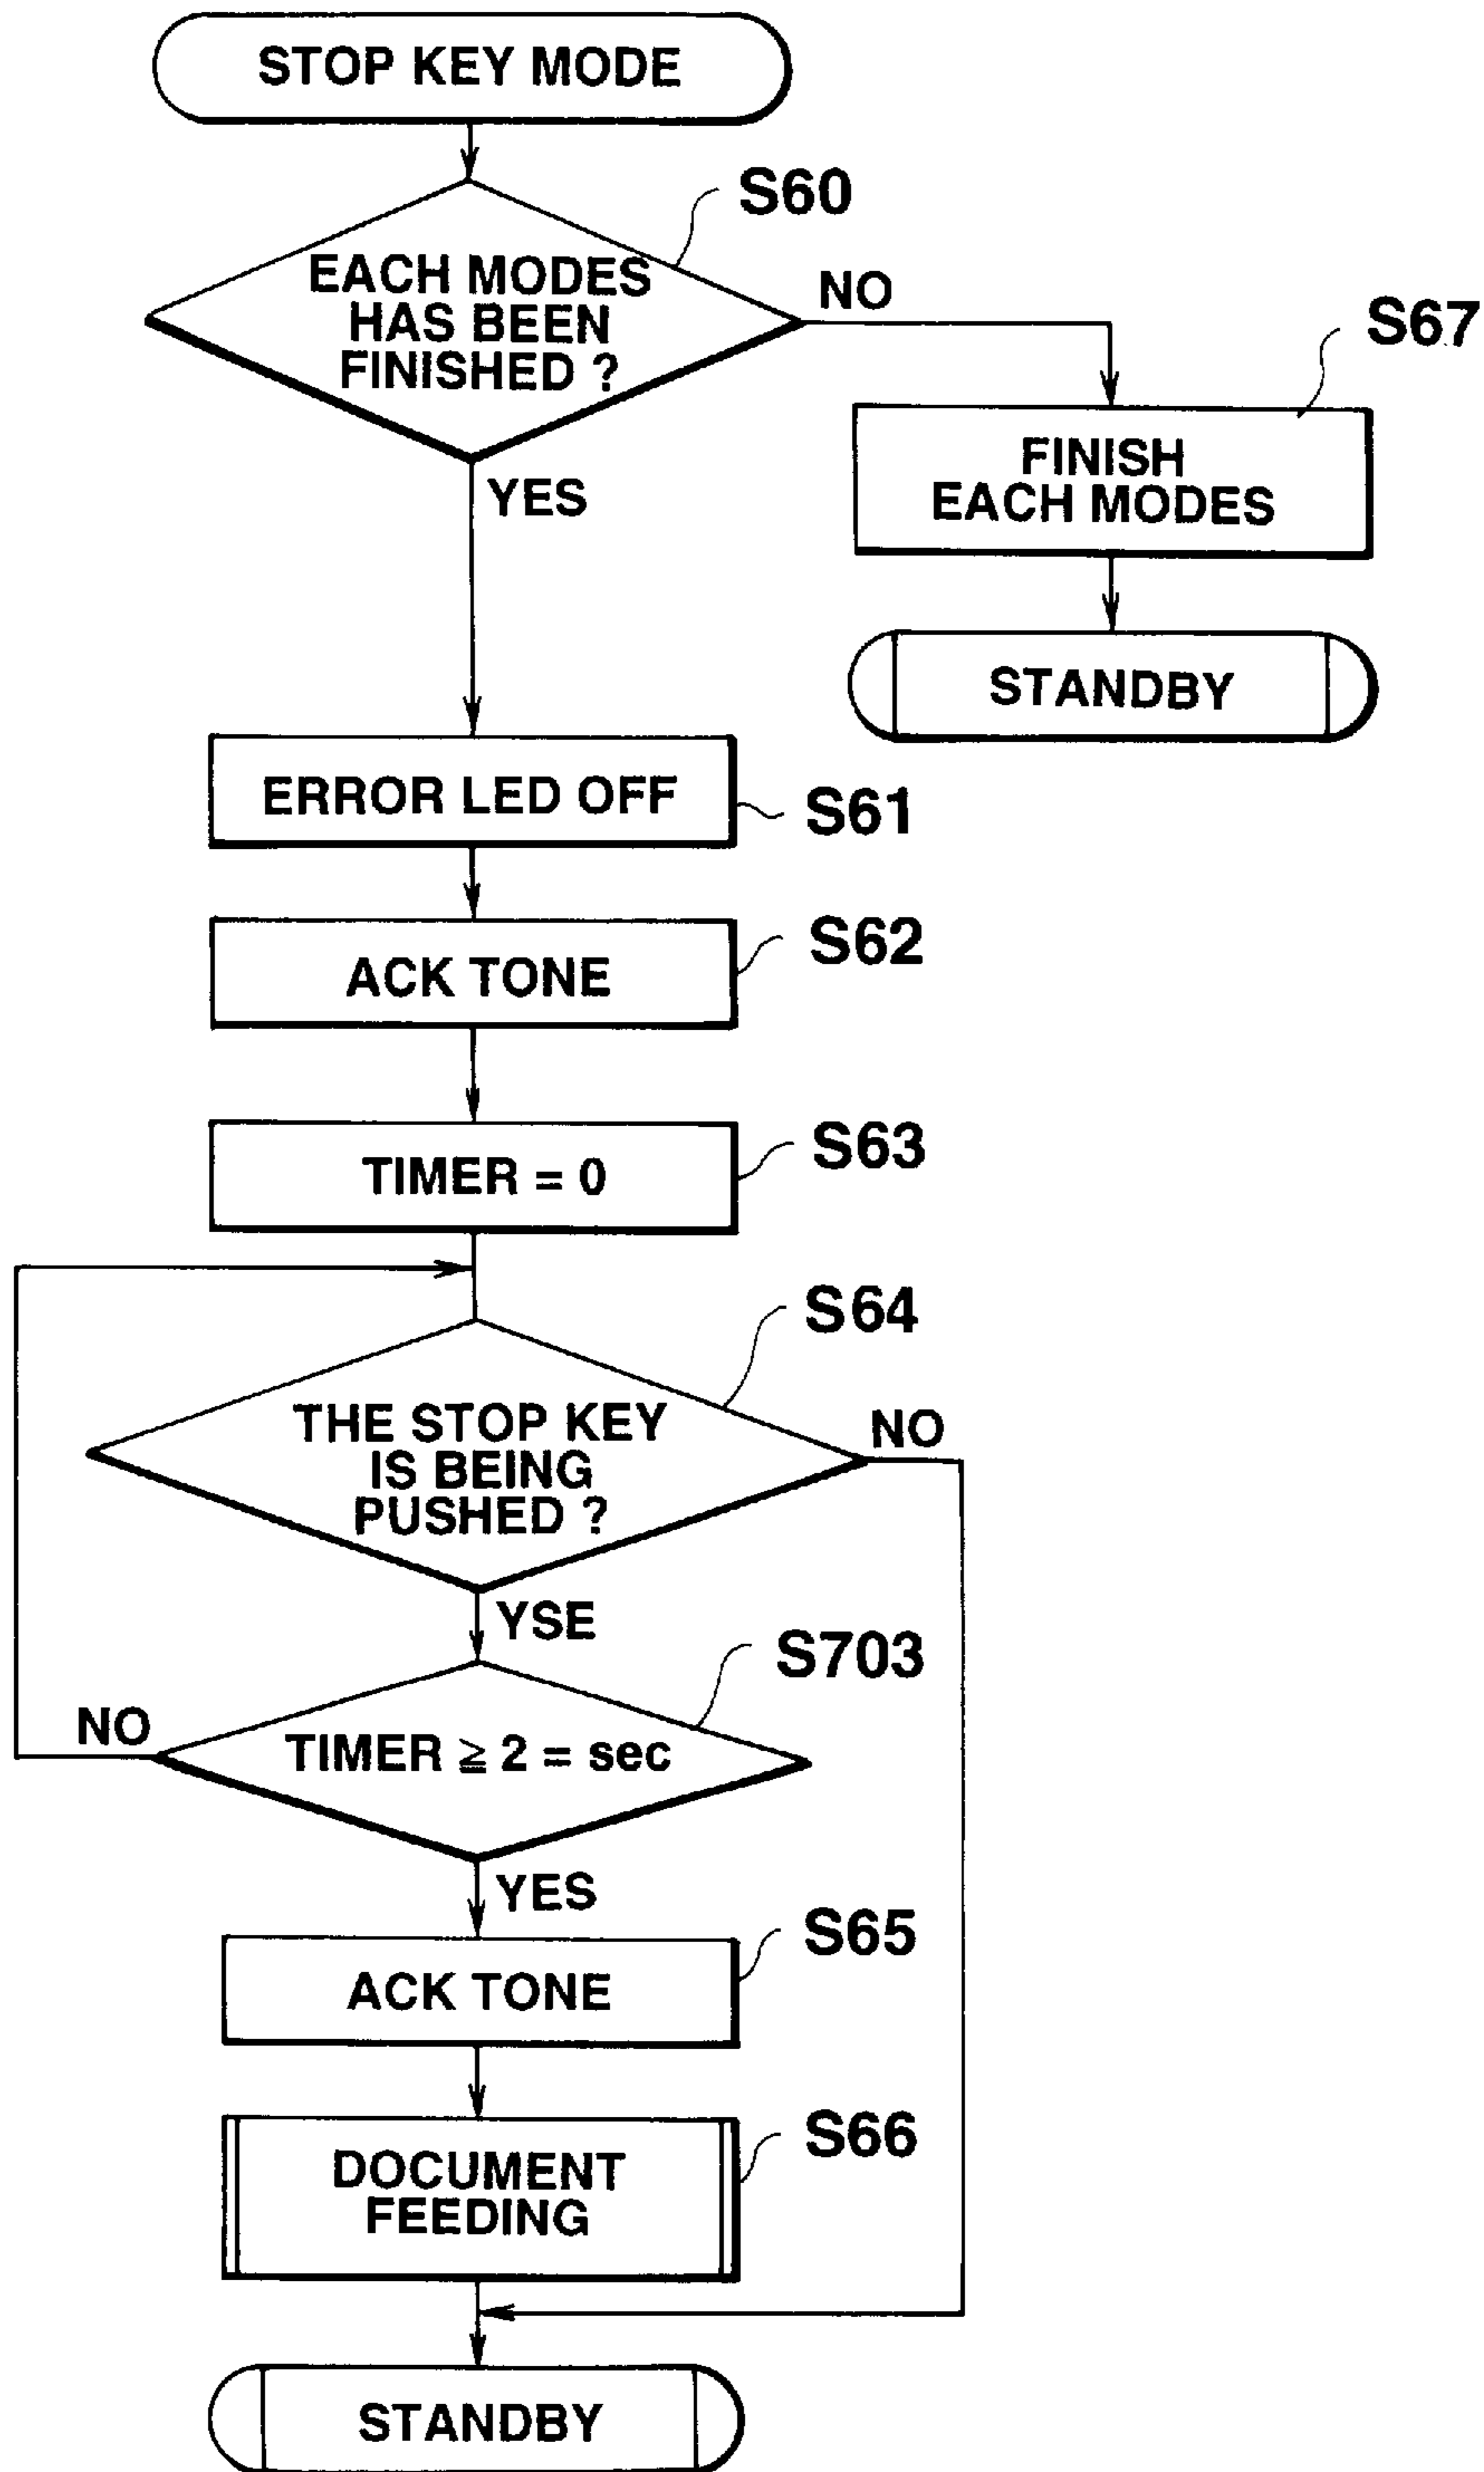 STOP KEY MODE
S60
EACH MODES
HAS BEEN
FINISHED ?
NO
YES
S67
FINISH
EACH MODES
STANDBY
ERROR LED OFF
S61
ACK TONE
S62
TIMER = 0
S63
S64
THE STOP KEY
IS BEING
PUSHED ?
NO
YSE
S703
TIMER ≧ 2 = sec
NO
YES
S65
ACK TONE
S66
DOCUMENT
FEEDING
STANDBY